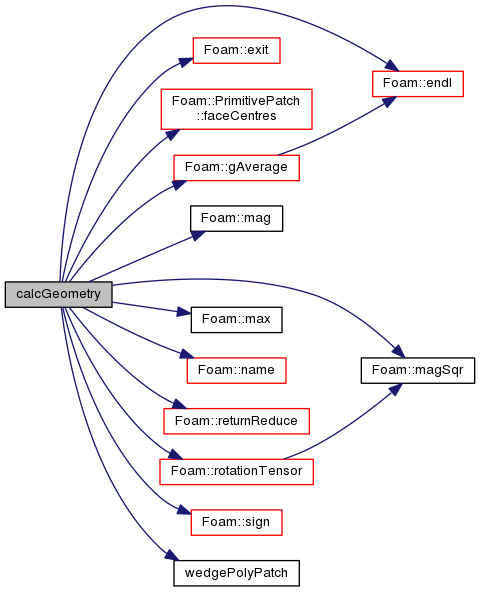 Foam::exit
Foam::endl
Foam::PrimitivePatch
::faceCentres
Foam::gAverage
Foam::mag
calcGeometry
Foam::max
Foam::name
Foam::magSqr
Foam::returnReduce
Foam::rotationTensor
Foam::sign
wedgePolyPatch